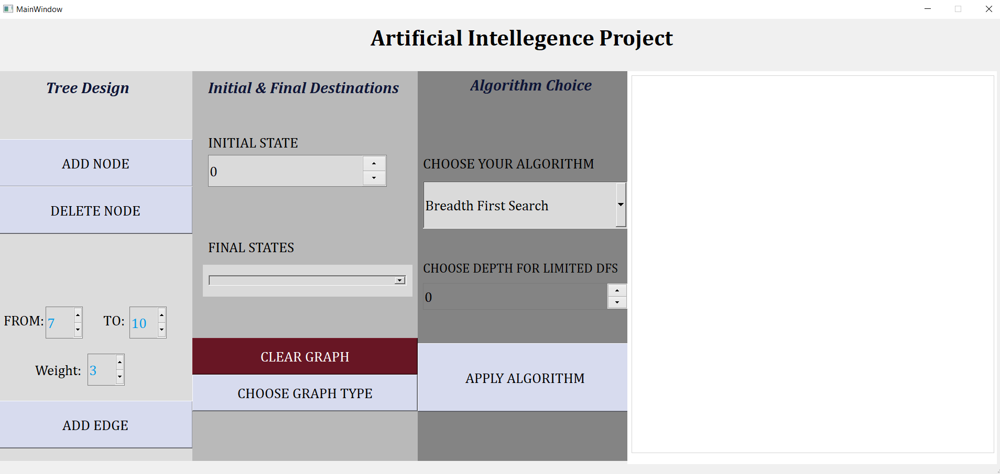 MainWindow
Artificial Intellegence Project
Tree Design
ADD NODE
DELETE NODE
FROM: 7 TO: 10
Weight: 3
ADD EDGE
Initial & Final Destinations
INITIAL STATE
0
FINAL STATES
CLEAR GRAPH
CHOOSE GRAPH TYPE
Algorithm Choice
CHOOSE YOUR ALGORITHM
Breadth First Search
CHOOSE DEPTH FOR LIMITED DFS
0
APPLY ALGORITHM